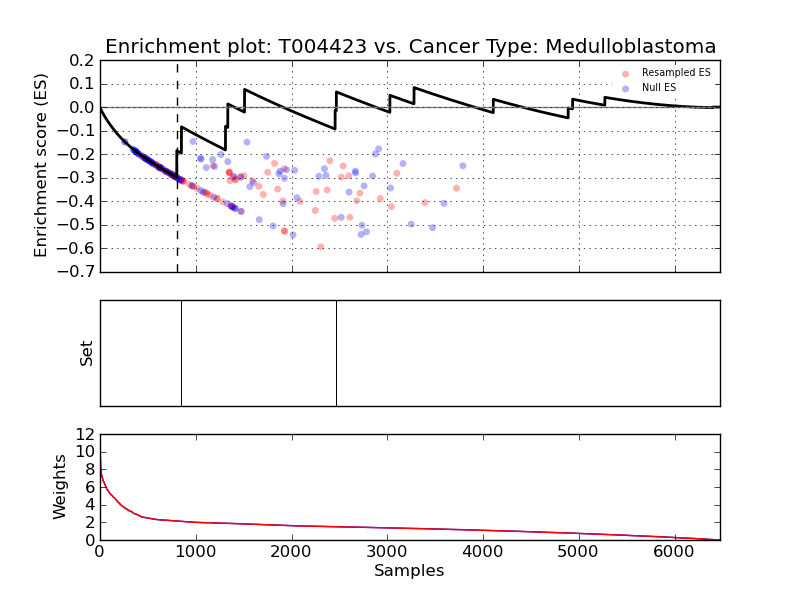 Enrichment plot: T004423 vs. Cancer Type: Medulloblastoma
Enrichment score (ES)
0.2
0.1
0.0
−0.1
−0.2
−0.3
−0.4
−0.5
−0.6
−0.7
Resampled ES
Null ES
Set
Weights
12
10
8
6
4
2
0
0 1000 2000 3000 4000 5000 6000
Samples